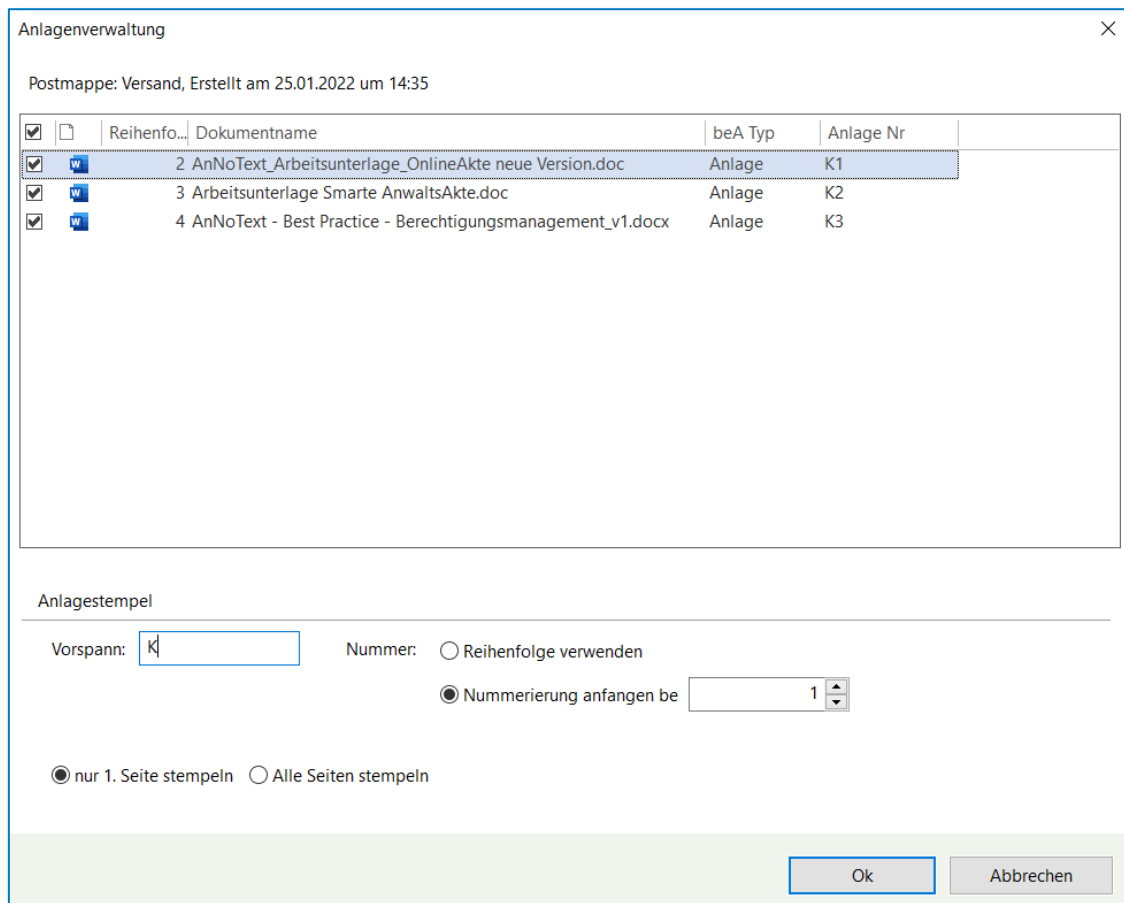 Anlagenverwaltung
Postmappe: Versand, Erstellt am 25.01.2022 um 14:35
Reihenfo... Dokumentname beA Typ Anlage Nr
2 AnNoText_Arbeitsunterlage_OnlineAkte neue Version.doc Anlage K1
3 Arbeitsunterlage Smarte AnwaltsAkte.doc Anlage K2
4 AnNoText - Best Practice - Berechtigungsmanagement_v1.docx Anlage K3
Anlagestempel
Vorspann: K Nummer: Reihenfolge verwenden
Nummerierung anfangen be 1
nur 1. Seite stempeln Alle Seiten stempeln
Ok Abbrechen